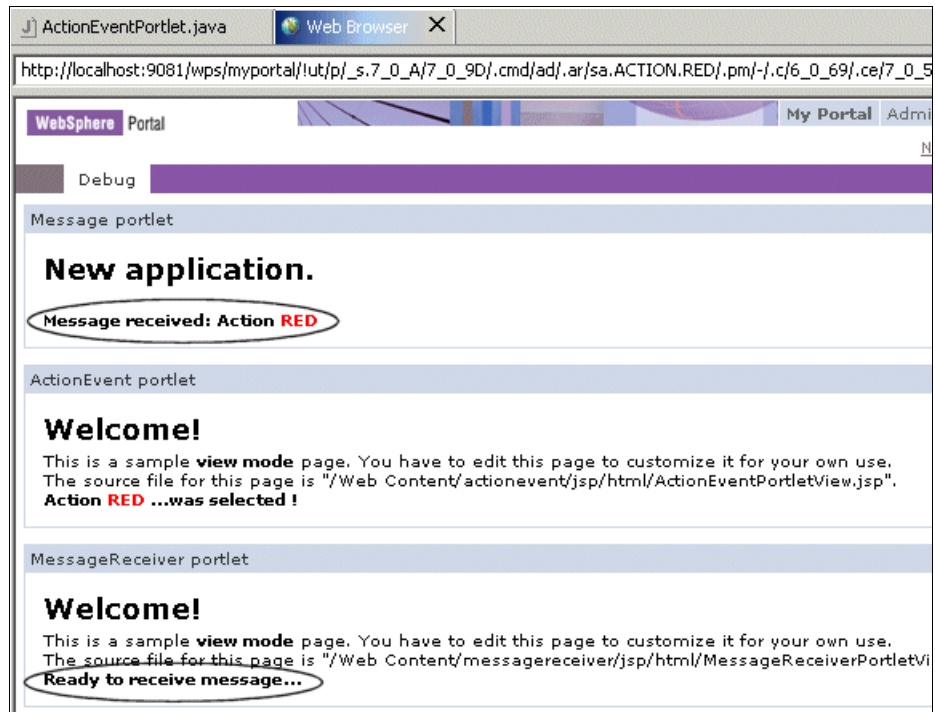 ActionEventPortlet.java
Web Browser
http://localhost:9081/wps/myportal/!ut/p/_s.7_0_A/7_0_9D/.cmd/ad/.ar/sa.ACTION.RED/.pm/-/.c/6_0_69/.ce/7_0_5
WebSphere Portal
My Portal Admi
N
Debug
Message portlet
New application.
Message received: Action RED
ActionEvent portlet
Welcome!
This is a sample view mode page. You have to edit this page to customize it for your own use.
The source file for this page is "/Web Content/actionevent/jsp/html/ActionEventPortletView.jsp".
Action RED ...was selected !
MessageReceiver portlet
Welcome!
This is a sample view mode page. You have to edit this page to customize it for your own use.
The source file for this page is "/Web Content/messagereceiver/jsp/html/MessageReceiverPortletVi
Ready to receive message...